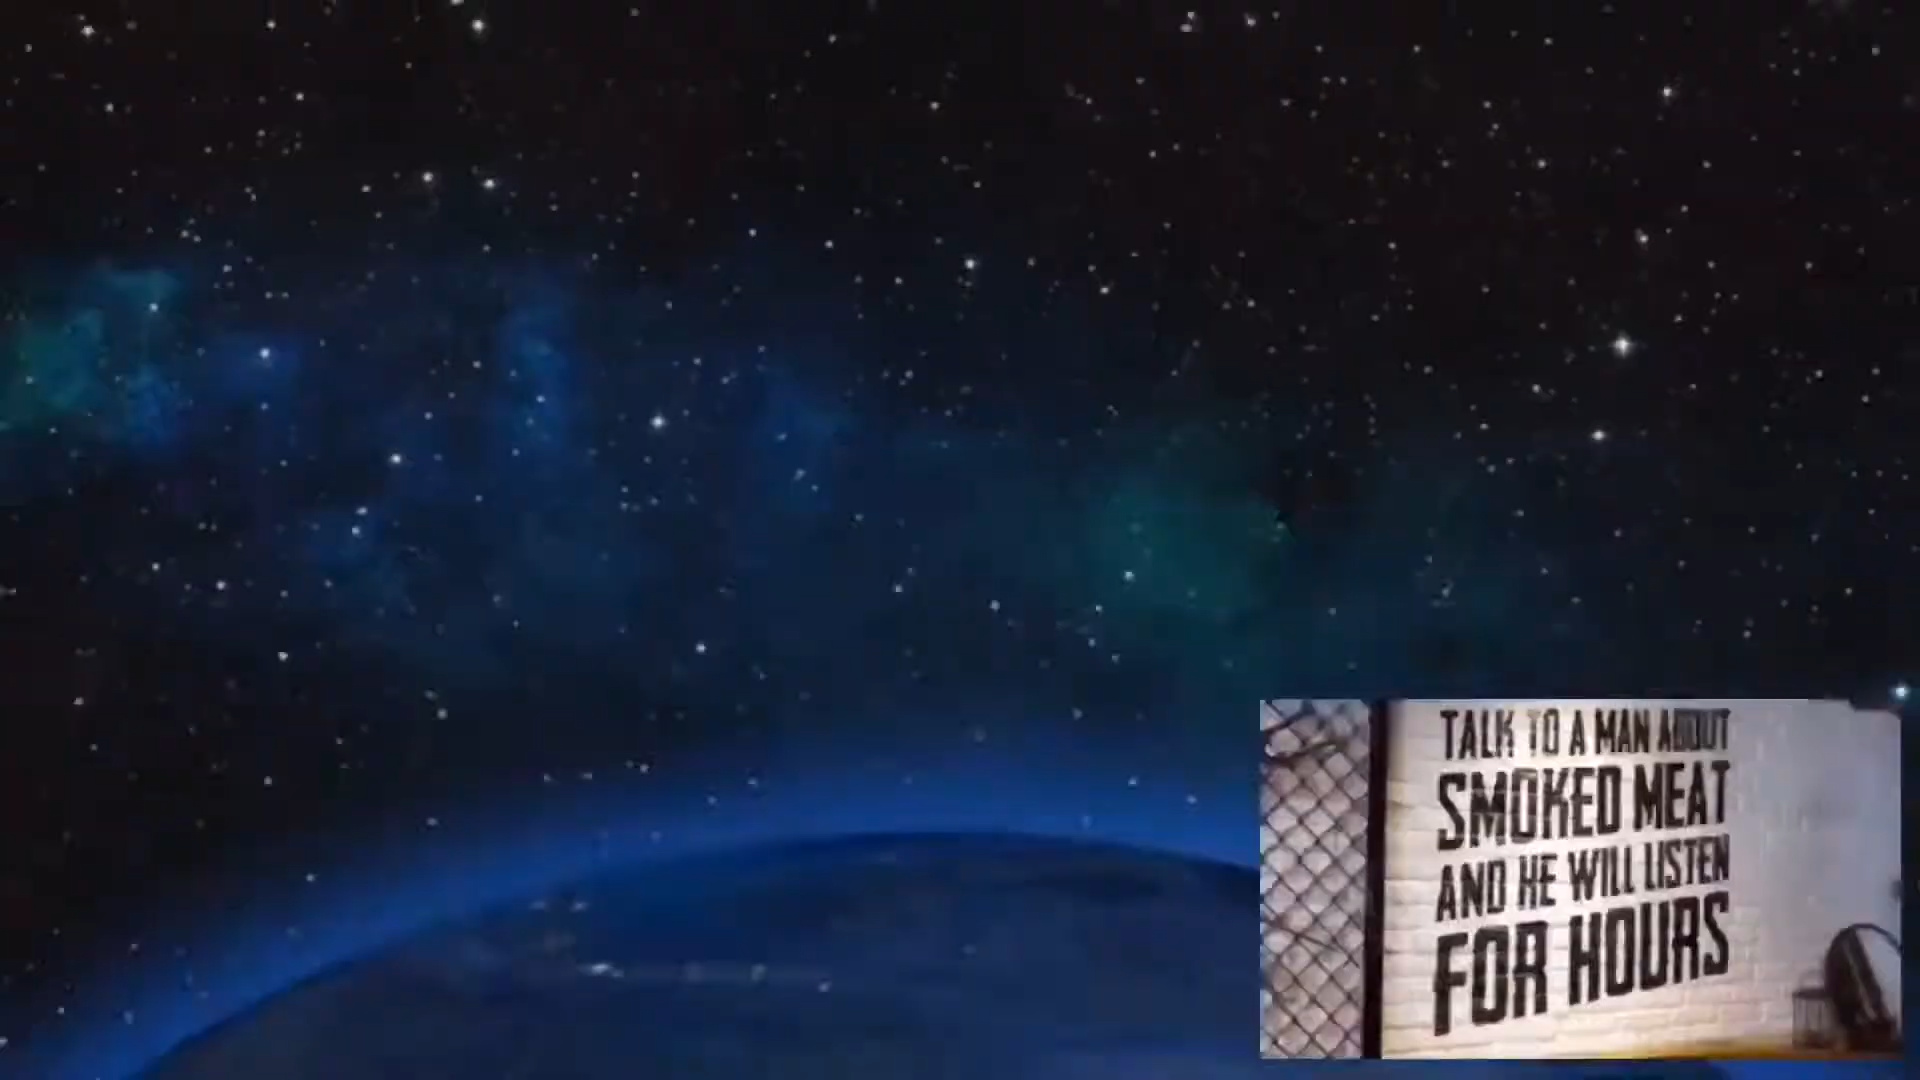 TALK TO A MAN ABOUT
SMOKED MEAT
AND HE WILL LISTEN
FOR HOURS